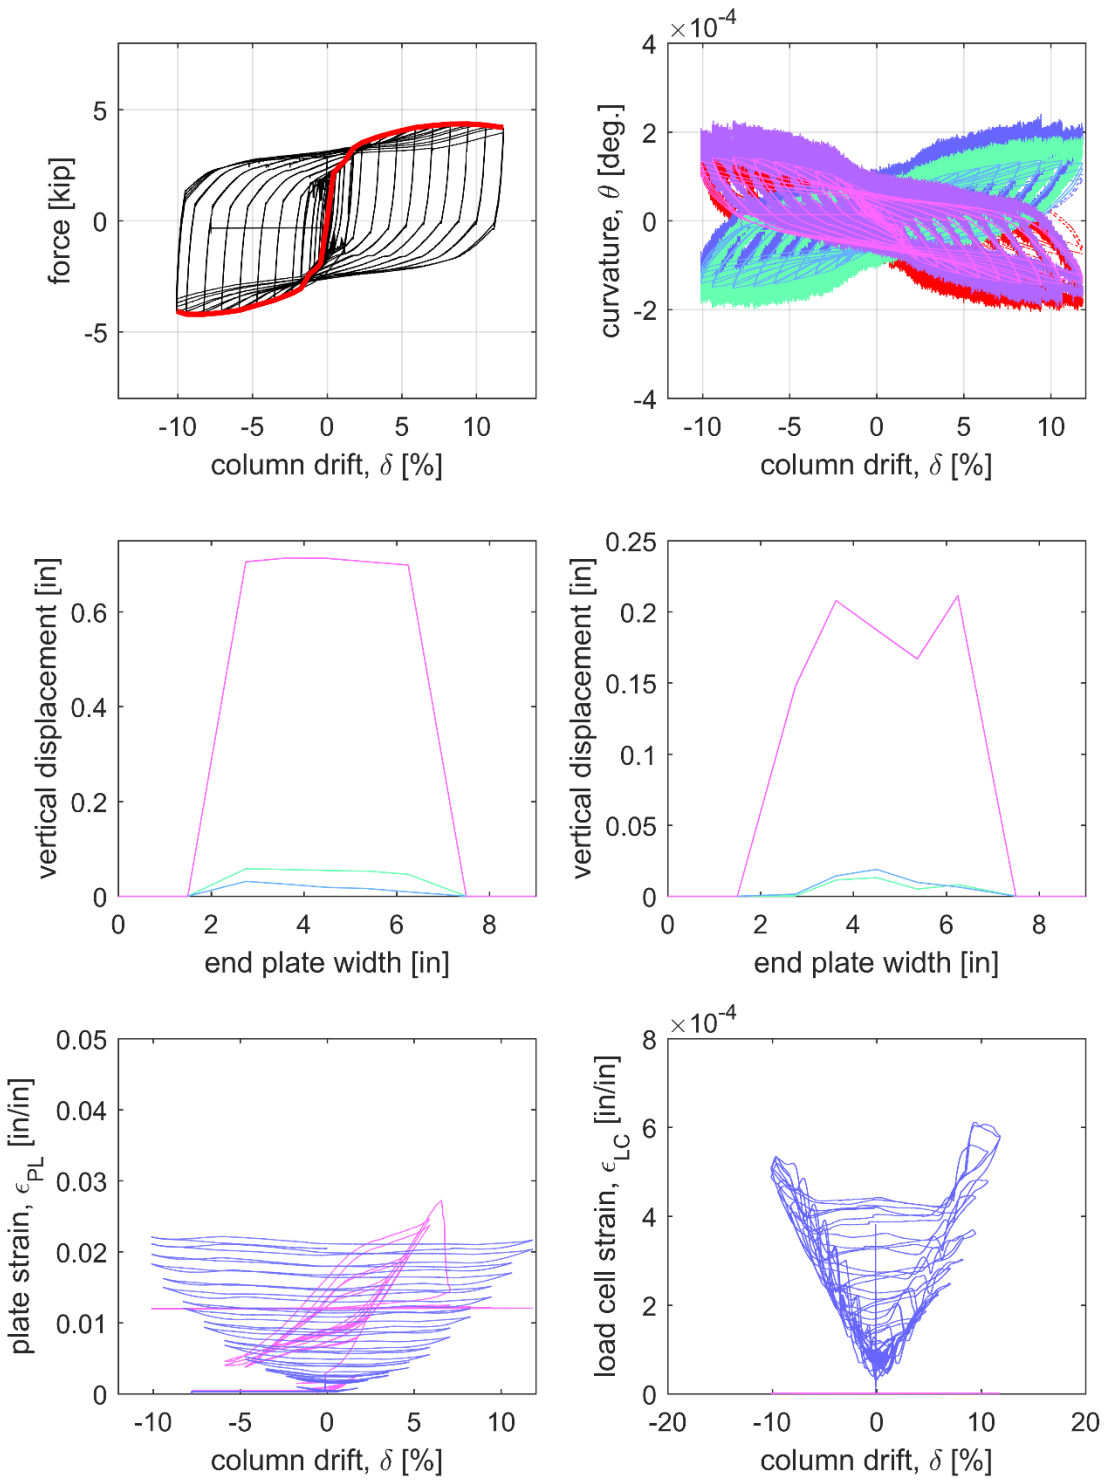 ×10-4
5
0
-5
force [kip]
-10 -5 0 5 10
column drift, δ [%]
4
2
0
-2
-4
curvature, θ [deg.]
-10 -5 0 5 10
column drift, δ [%]
0.6
0.4
0.2
0
vertical displacement [in]
0 2 4 6 8
end plate width [in]
0.25
0.2
0.15
0.1
0.05
0
vertical displacement [in]
0 2 4 6 8
end plate width [in]
0.05
0.04
0.03
0.02
0.01
0
plate strain, ϵPL [in/in]
-10 -5 0 5 10
column drift, δ [%]
×10-4
8
6
4
2
0
load cell strain, ϵLC [in/in]
-20 -10 0 10 20
column drift, δ [%]